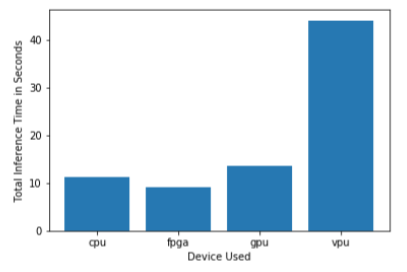 Total Inference Time in Seconds
40
30
20
10
0
cpu
fpga
gpu
vpu
Device Used